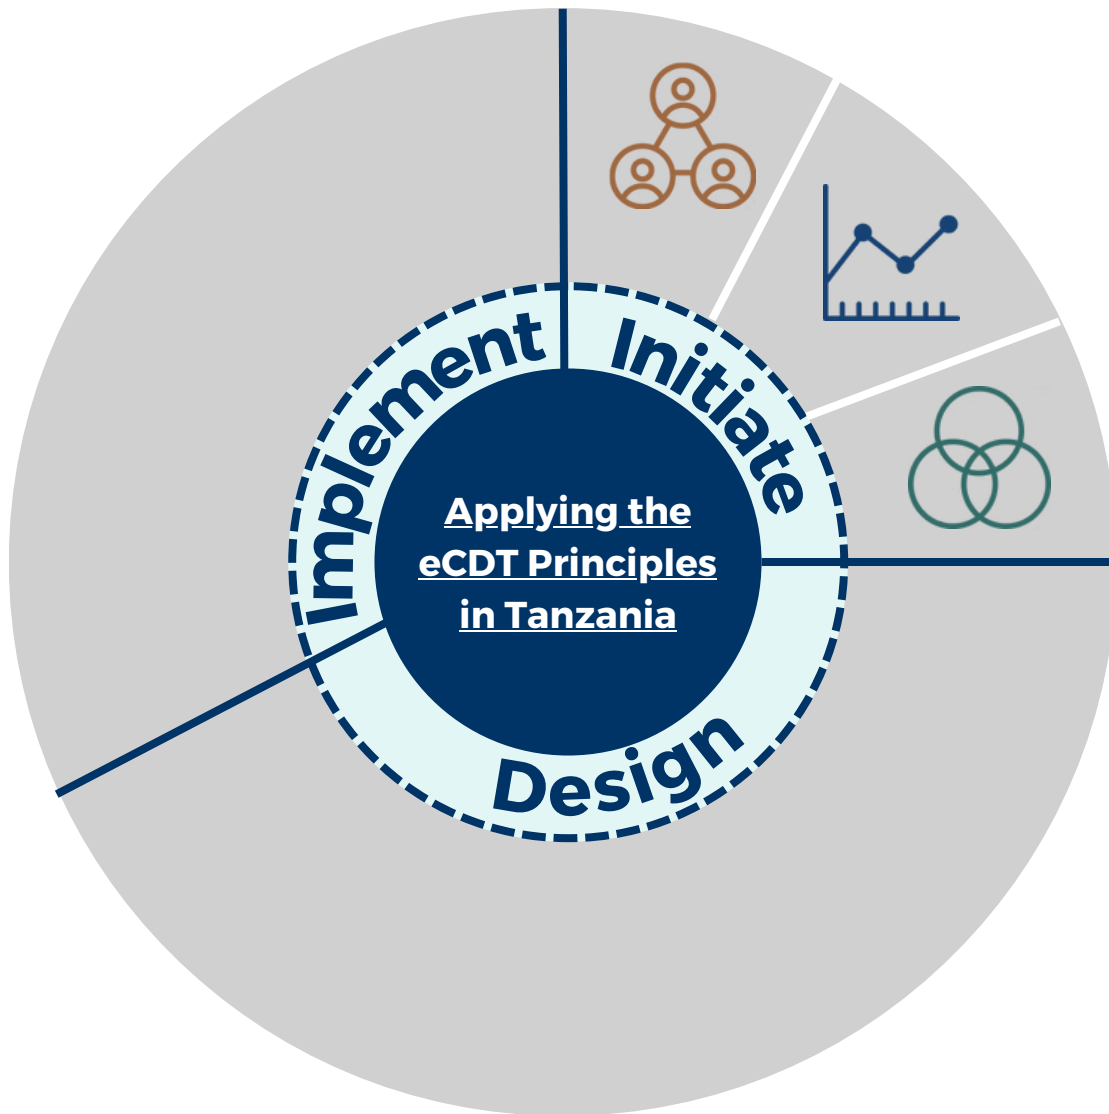 Implement
Initiate
Applying the
eCDT Principles
in Tanzania
Design